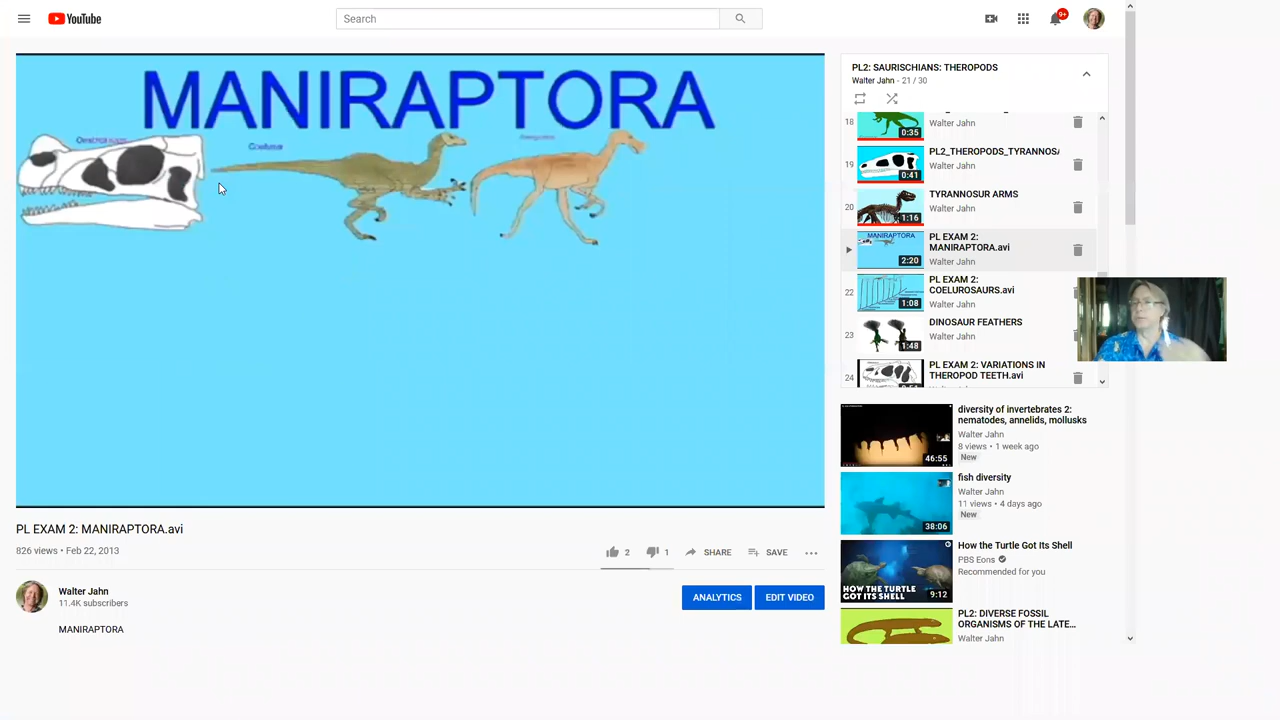 YouTube
Search
9+
MANIRAPTORA
Coelurus
PL2: SAURISCHIANS: THEROPODS
Walter Jahn - 21 / 30
18
0:35
Walter Jahn
19
0:41
PL2_THEROPODS_TYRANNOSA
Walter Jahn
20
1:16
TYRANNOSUR ARMS
Walter Jahn
MANIRAPTORA
2:20
PL EXAM 2:
MANIRAPTORA.avi
Walter Jahn
22
1:08
PL EXAM 2:
COELUROSAURS.avi
Walter Jahn
23
1:48
DINOSAUR FEATHERS
Walter Jahn
24
PL EXAM 2: VARIATIONS IN
THEROPOD TEETH.avi
46:55
diversity of invertebrates 2:
nematodes, annelids, mollusks
Walter Jahn
8 views • 1 week ago
New
38:06
fish diversity
Walter Jahn
11 views • 4 days ago
New
HOW THE TURTLE
GOT ITS SHELL
9:12
How the Turtle Got Its Shell
PBS Eons
Recommended for you
PL2: DIVERSE FOSSIL
ORGANISMS OF THE LATE...
Walter Jahn
PL EXAM 2: MANIRAPTORA.avi
826 views • Feb 22, 2013
2
1
SHARE
SAVE
Walter Jahn
11.4K subscribers
ANALYTICS
EDIT VIDEO
MANIRAPTORA